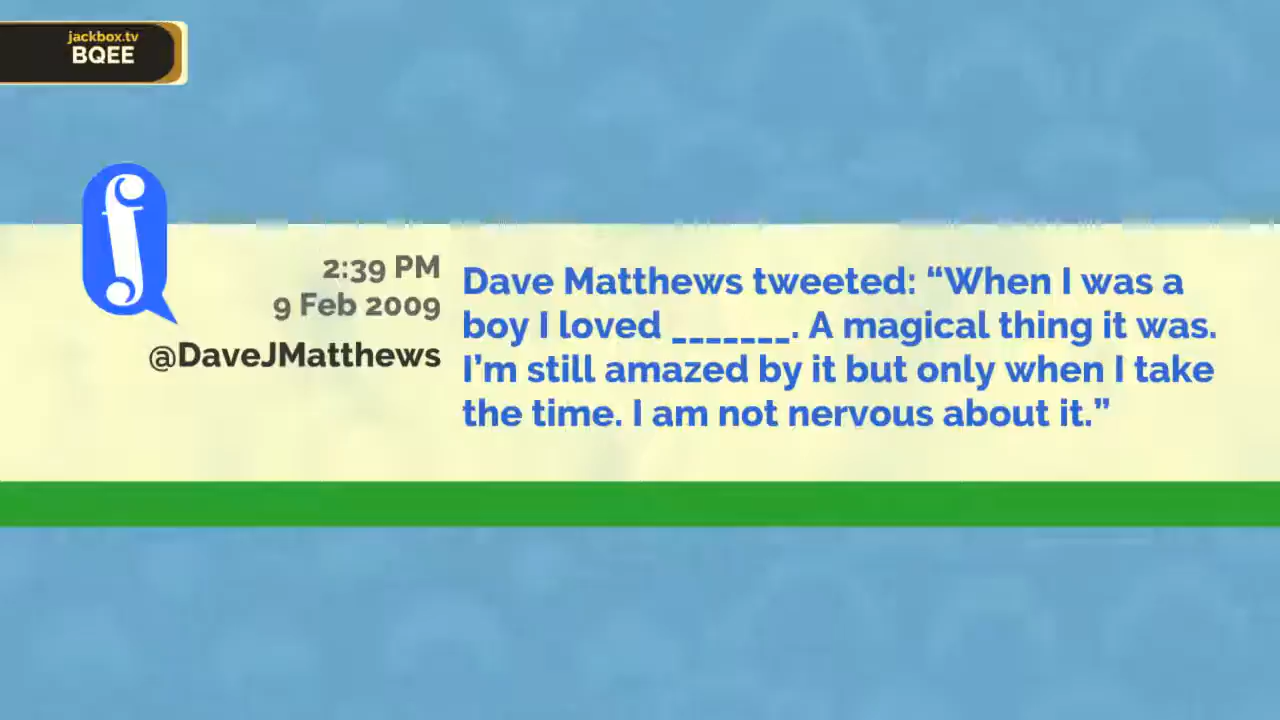 jackbox.tv
BQEE
2:39 PM
9 Feb 2009
@DaveJMatthews
Dave Matthews tweeted: “When I was a
boy I loved _______. A magical thing it was.
I’m still amazed by it but only when I take
the time. I am not nervous about it.”